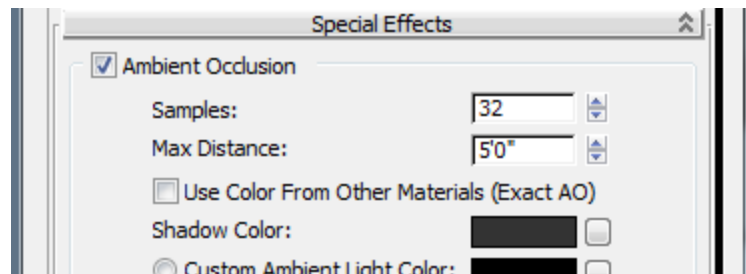 Special Effects
Ambient Occlusion
Samples: 32
Max Distance: 5'0"
Use Color From Other Materials (Exact AO)
Shadow Color:
Custom Ambient Light Color: